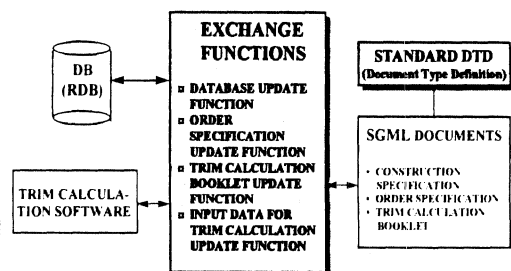 DB
(RDB)
TRIM CALCULA-
TION SOFTWARE
EXCHANGE
FUNCTIONS
DATABASE UPDATE
FUNCTION
ORDER
SPECIFICATION
UPDATE FUNCTION
TRIM CALCULATION
BOOKLET UPDATE
FUNCTION
INPUT DATA FOR
TRIM CALCULATION
UPDATE FUNCTION
STANDARD DTD
(Document Type Definition)
SGML DOCUMENTS
• CONSTRUCTION
SPECIFICATION
• ORDER SPECIFICATION
• TRIM CALCULATION
BOOKLET